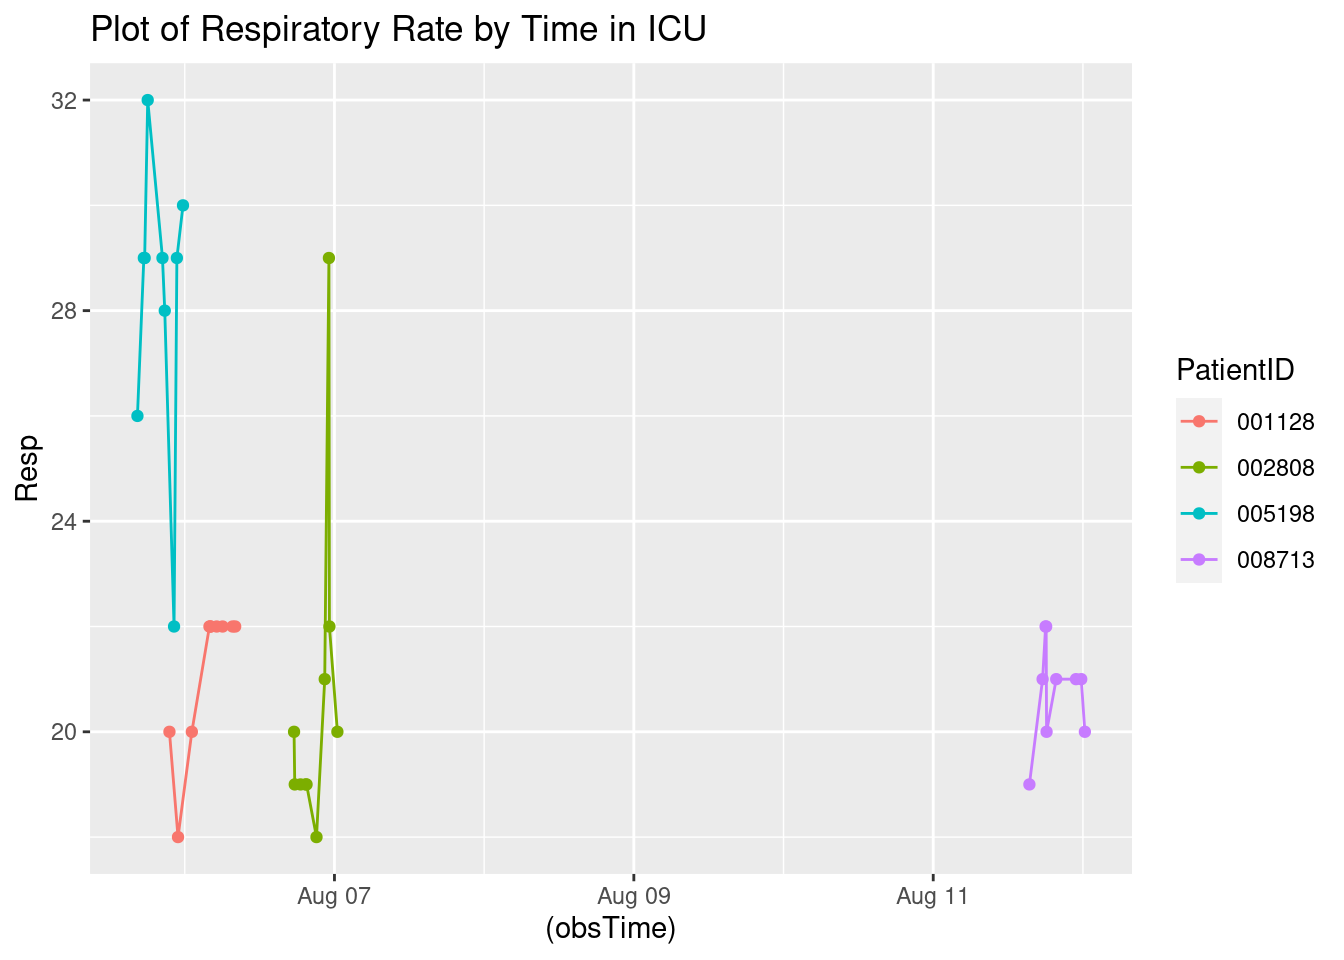 Plot of Respiratory Rate by Time in ICU
32
28
24
20
Resp
Aug 07
Aug 09
Aug 11
(obsTime)
PatientID
001128
002808
005198
008713